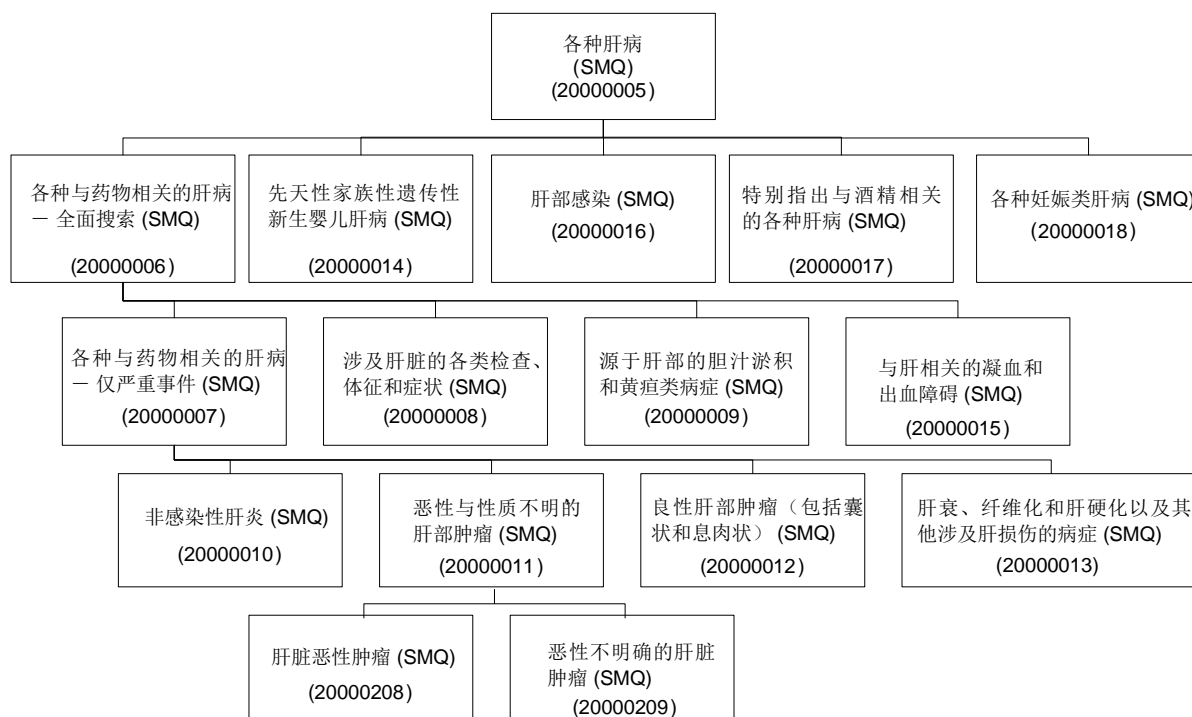 各种肝病
(SMQ)
(20000005)
各种与药物相关的肝病
－ 全面搜索 (SMQ)
(20000006)
先天性家族性遗传性
新生婴儿肝病 (SMQ)
(20000014)
肝部感染 (SMQ)
(20000016)
特别指出与酒精相关
的各种肝病 (SMQ)
(20000017)
各种妊娠类肝病 (SMQ)
(20000018)
各种与药物相关的肝病
－ 仅严重事件 (SMQ)
(20000007)
涉及肝脏的各类检查、
体征和症状 (SMQ)
(20000008)
源于肝部的胆汁淤积
和黄疸类病症 (SMQ)
(20000009)
与肝相关的凝血和
出血障碍 (SMQ)
(20000015)
非感染性肝炎 (SMQ)
(20000010)
恶性与性质不明的
肝部肿瘤 (SMQ)
(20000011)
良性肝部肿瘤（包括囊
状和息肉状） (SMQ)
(20000012)
肝衰、纤维化和肝硬化以及其
他涉及肝损伤的病症 (SMQ)
(20000013)
肝脏恶性肿瘤 (SMQ)
(20000208)
恶性不明确的肝脏
肿瘤 (SMQ)
(20000209)